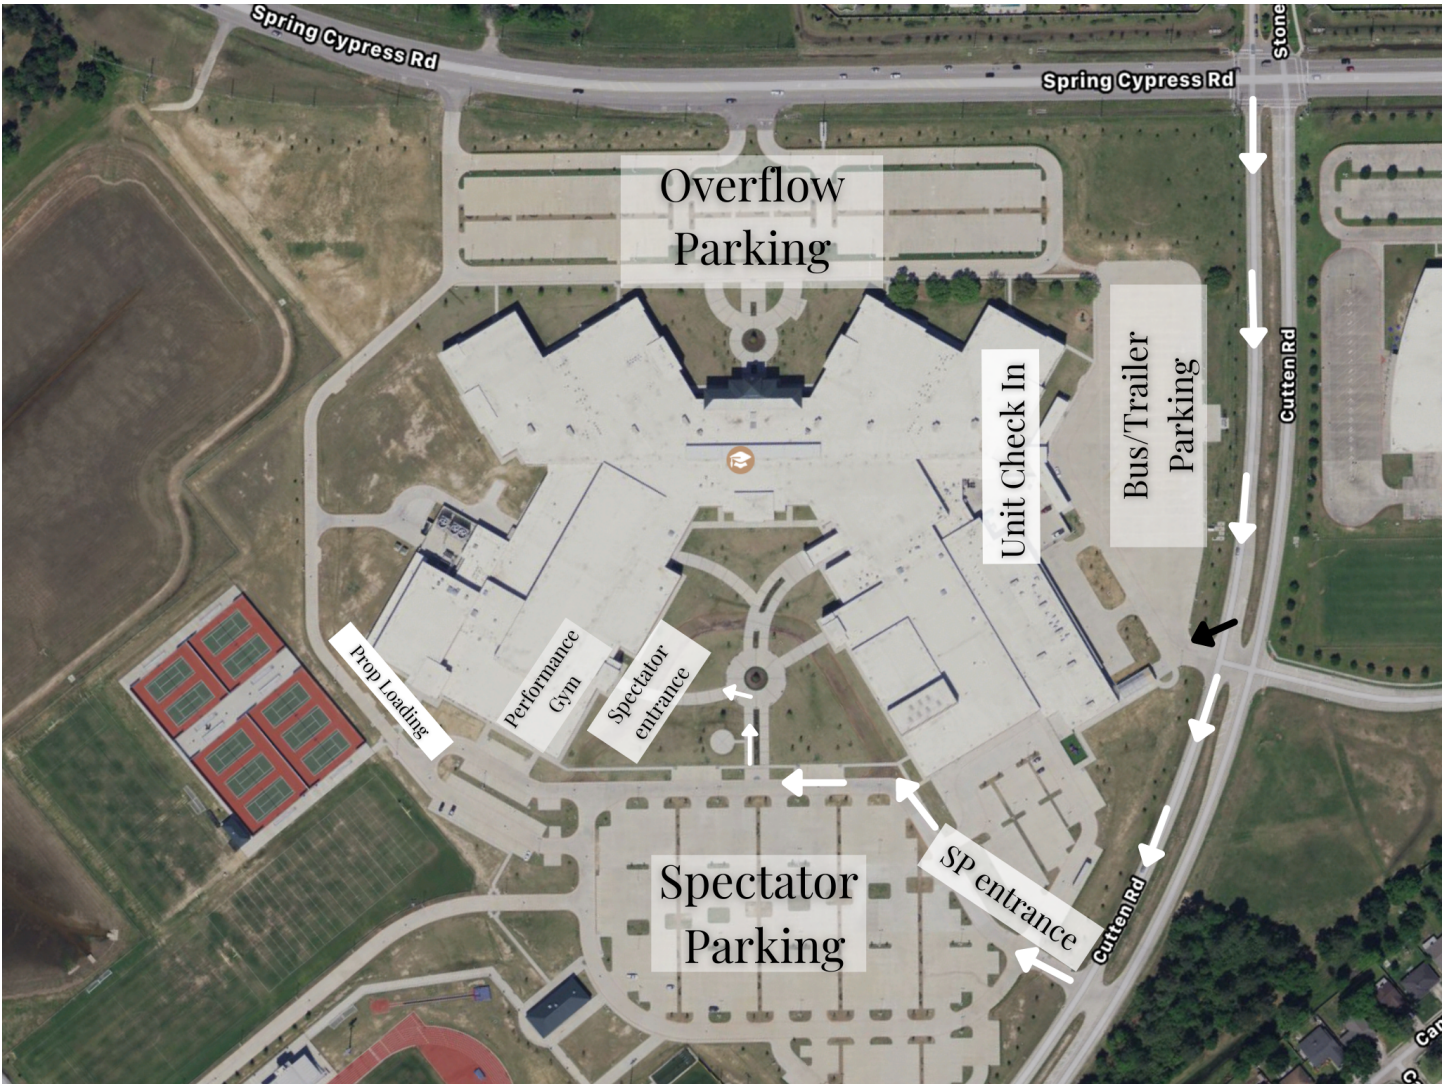 Spring Cypress Rd
Stone
Spring Cypress Rd
Overflow
Parking
Bus/Trailer
Parking
Unit Check In
Cutten Rd
Prop Loading
Performance
Gym
Spectator
entrance
Spectator
Parking
SP entrance
Cutten Rd